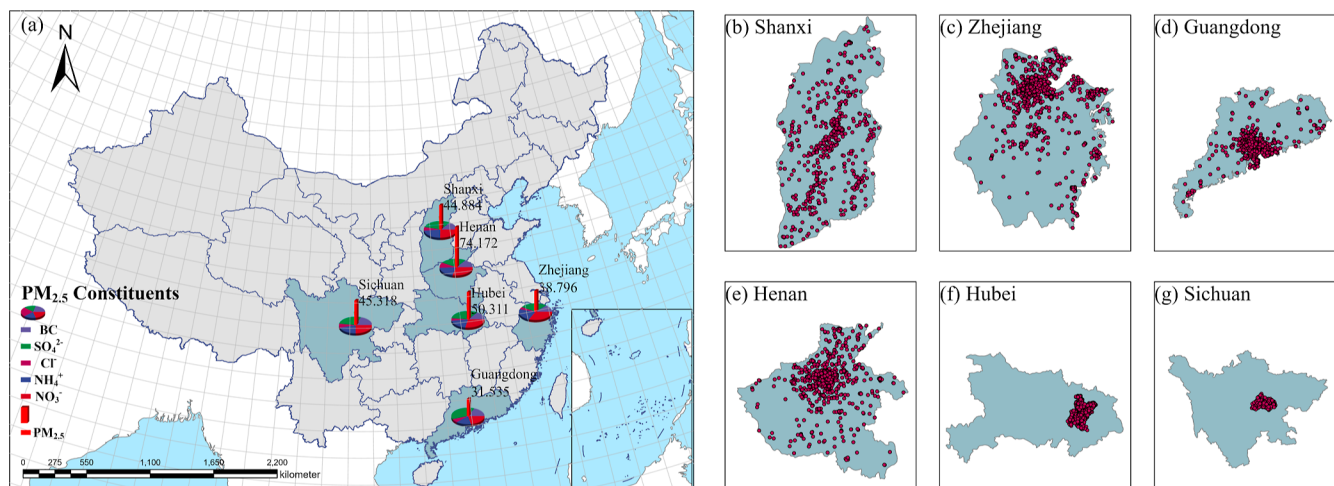 (a)
N
Shanxi
44.884
Henan
74.172
Zhejiang
38.796
Sichuan
45.318
Hubei
50.311
Guangdong
31.535
PM2.5 Constituents
BC
SO4²⁻
Cl⁻
NH4⁺
NO3⁻
PM2.5
0 275 550 1,100 1,650 2,200
kilometer
(b) Shanxi
(c) Zhejiang
(d) Guangdong
(e) Henan
(f) Hubei
(g) Sichuan